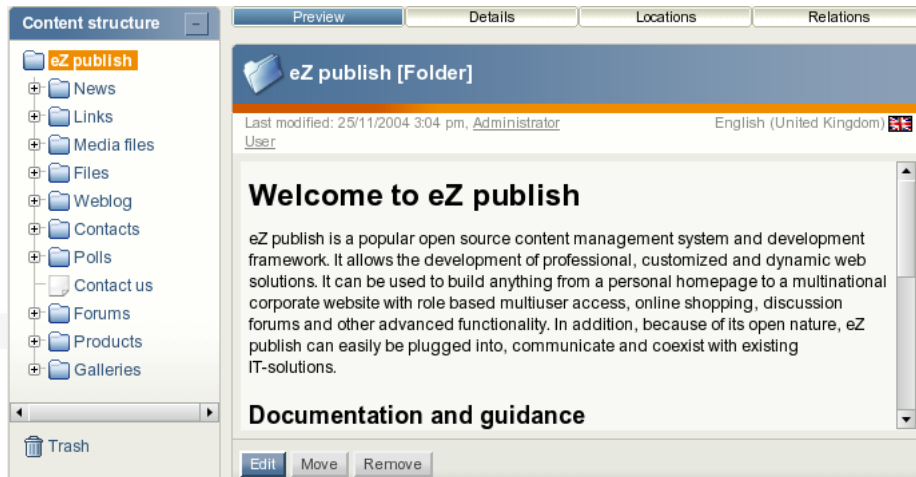 Content structure
-
eZ publish
News
Links
Media files
Files
Weblog
Contacts
Polls
Contact us
Forums
Products
Galleries
Trash
Preview Details Locations Relations
eZ publish [Folder]
Last modified: 25/11/2004 3:04 pm, Administrator English (United Kingdom)
User
Welcome to eZ publish
eZ publish is a popular open source content management system and development
framework. It allows the development of professional, customized and dynamic web
solutions. It can be used to build anything from a personal homepage to a multinational
corporate website with role based multiuser access, online shopping, discussion
forums and other advanced functionality. In addition, because of its open nature, eZ
publish can easily be plugged into, communicate and coexist with existing
IT-solutions.
Documentation and guidance
Edit Move Remove